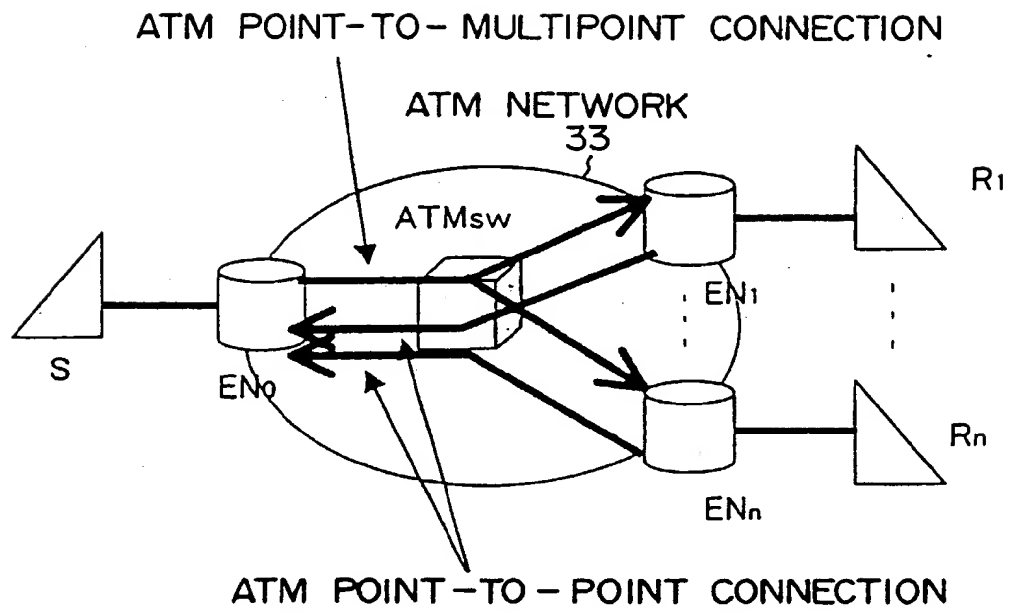 ATM POINT-TO-MULTIPOINT CONNECTION
ATM NETWORK
33
ATMsw
R1
EN1
S
EN0
Rn
ENn
ATM POINT-TO-POINT CONNECTION